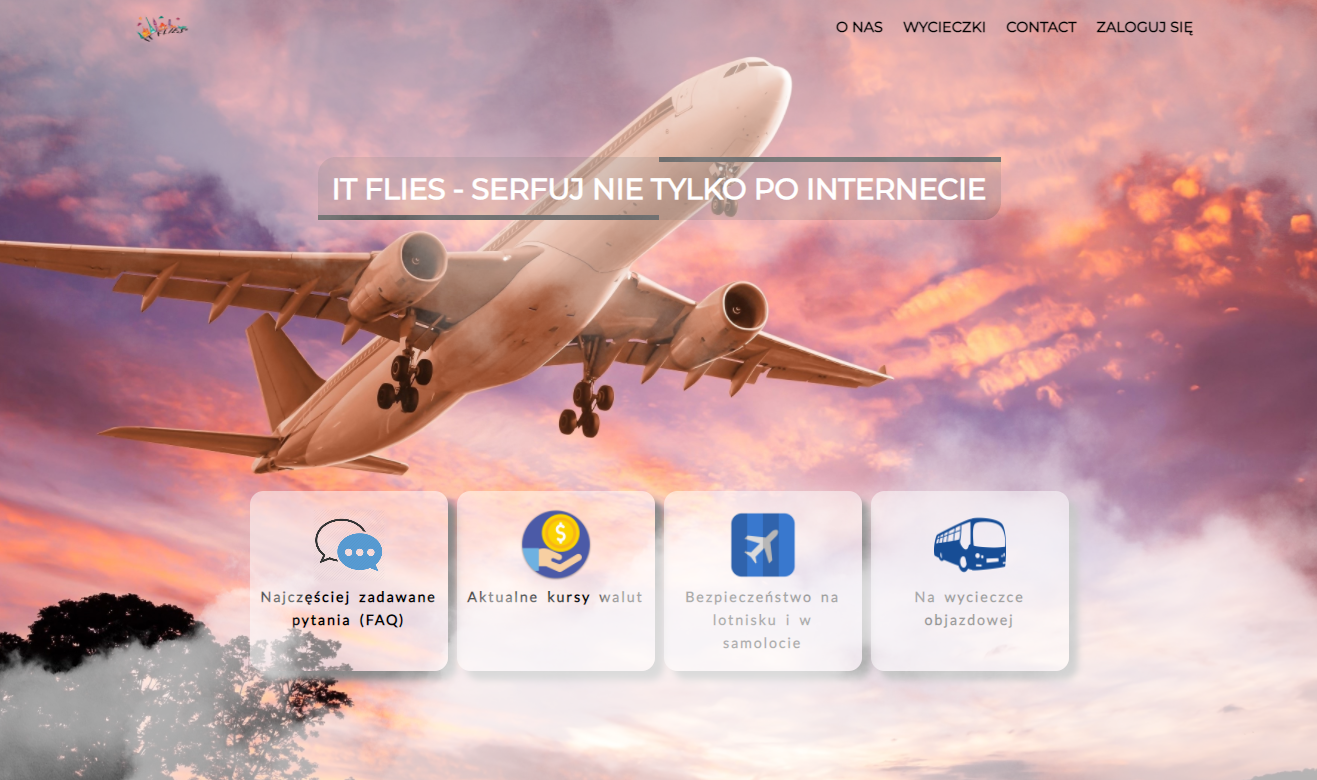 FLIES
O NAS WYCIECZKI CONTACT ZALOGUJ SIĘ
IT FLIES - SERFUJ NIE TYLKO PO INTERNECIE
Najczęściej zadawane
pytania (FAQ)
Aktualne kursy walut
Bezpieczeństwo na
lotnisku i w
samolocie
Na wycieczce
objazdowej